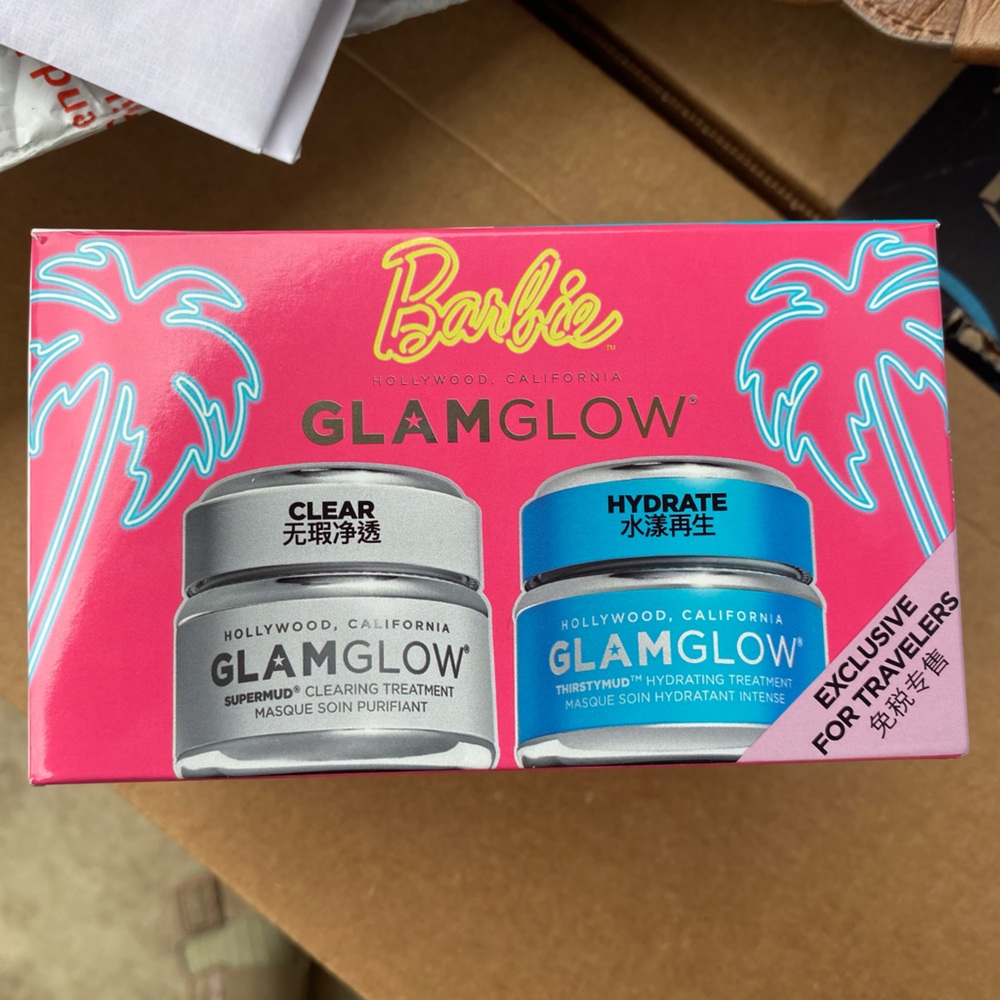 Barbie™
HOLLYWOOD, CALIFORNIA
GLAMGLOW®
CLEAR
无瑕净透
HOLLYWOOD, CALIFORNIA
GLAMGLOW®
SUPERMUD® CLEARING TREATMENT
MASQUE SOIN PURIFIANT
HYDRATE
水漾再生
HOLLYWOOD, CALIFORNIA
GLAMGLOW®
THIRSTYMUD™ HYDRATING TREATMENT
MASQUE SOIN HYDRATANT INTENSE
EXCLUSIVE
FOR TRAVELERS
免税专售